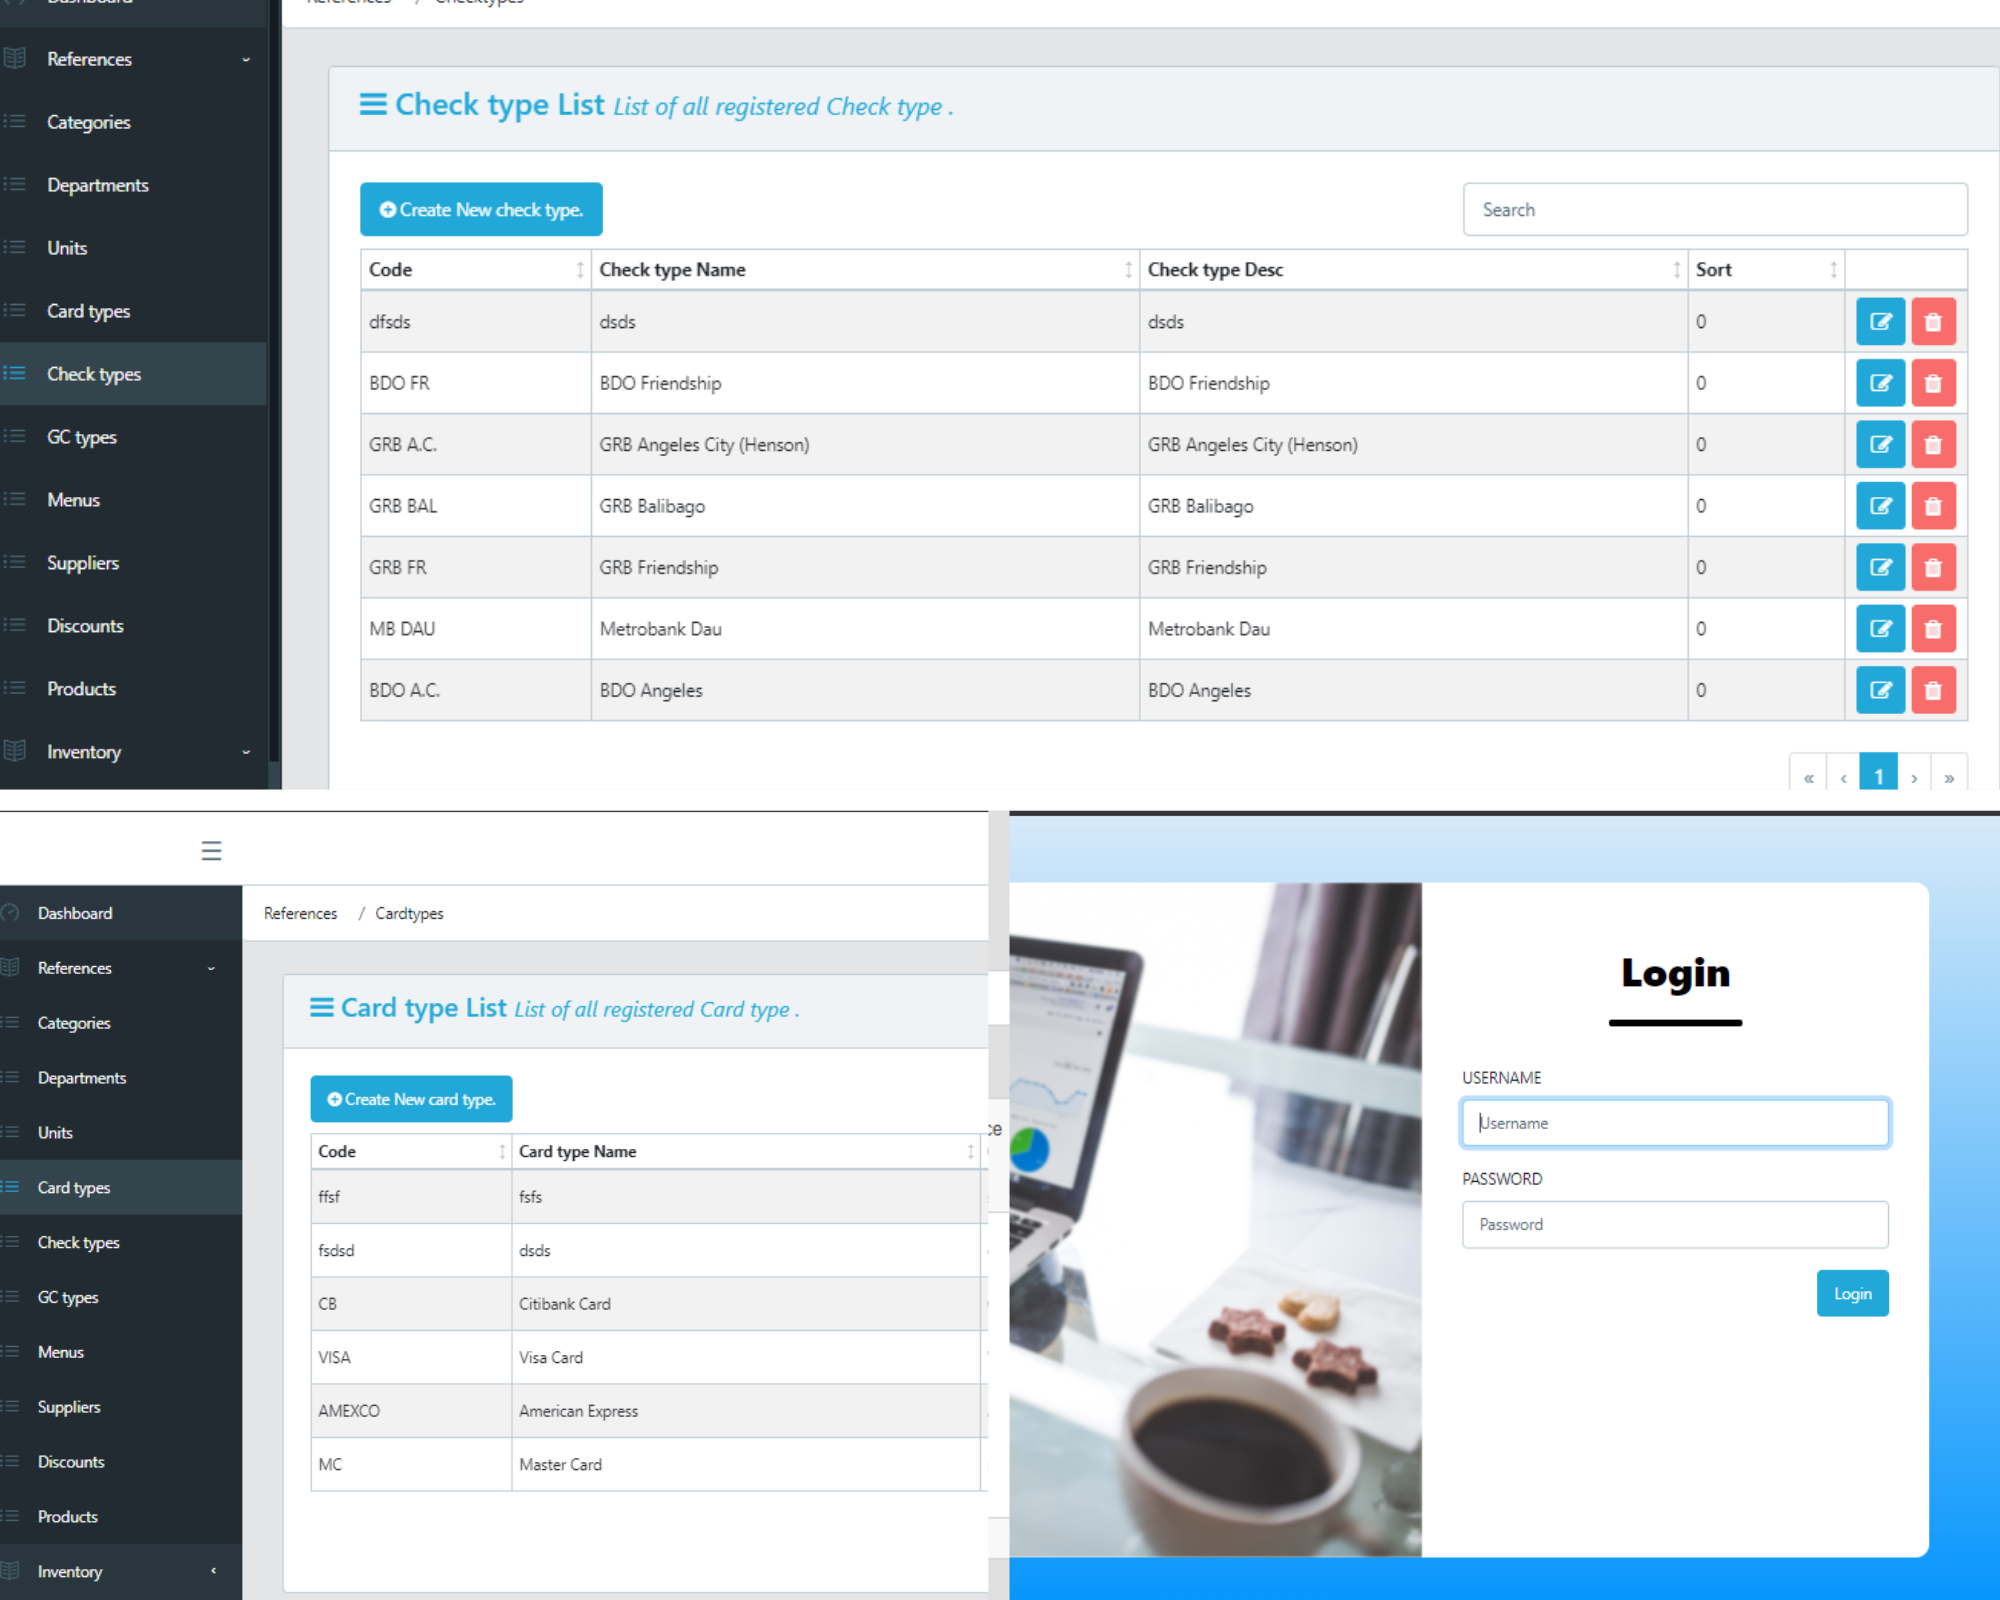 Dashboard
References / Checktypes
References
Categories
Departments
Units
Card types
Check types
GC types
Menus
Suppliers
Discounts
Products
Inventory
Check type List List of all registered Check type .
Create New check type.
Search
Code Check type Name Check type Desc Sort
dfsds dsds dsds 0
BDO FR BDO Friendship BDO Friendship 0
GRB A.C. GRB Angeles City (Henson) GRB Angeles City (Henson) 0
GRB BAL GRB Balibago GRB Balibago 0
GRB FR GRB Friendship GRB Friendship 0
MB DAU Metrobank Dau Metrobank Dau 0
BDO A.C. BDO Angeles BDO Angeles 0
« ‹ 1 › »
Dashboard
References
Categories
Departments
Units
Card types
Check types
GC types
Menus
Suppliers
Discounts
Products
Inventory
References / Cardtypes
Card type List List of all registered Card type .
Create New card type.
Code Card type Name
ffsf fsfs
fsdsd dsds
CB Citibank Card
VISA Visa Card
AMEXCO American Express
MC Master Card
Login
USERNAME
Username
PASSWORD
Password
Login